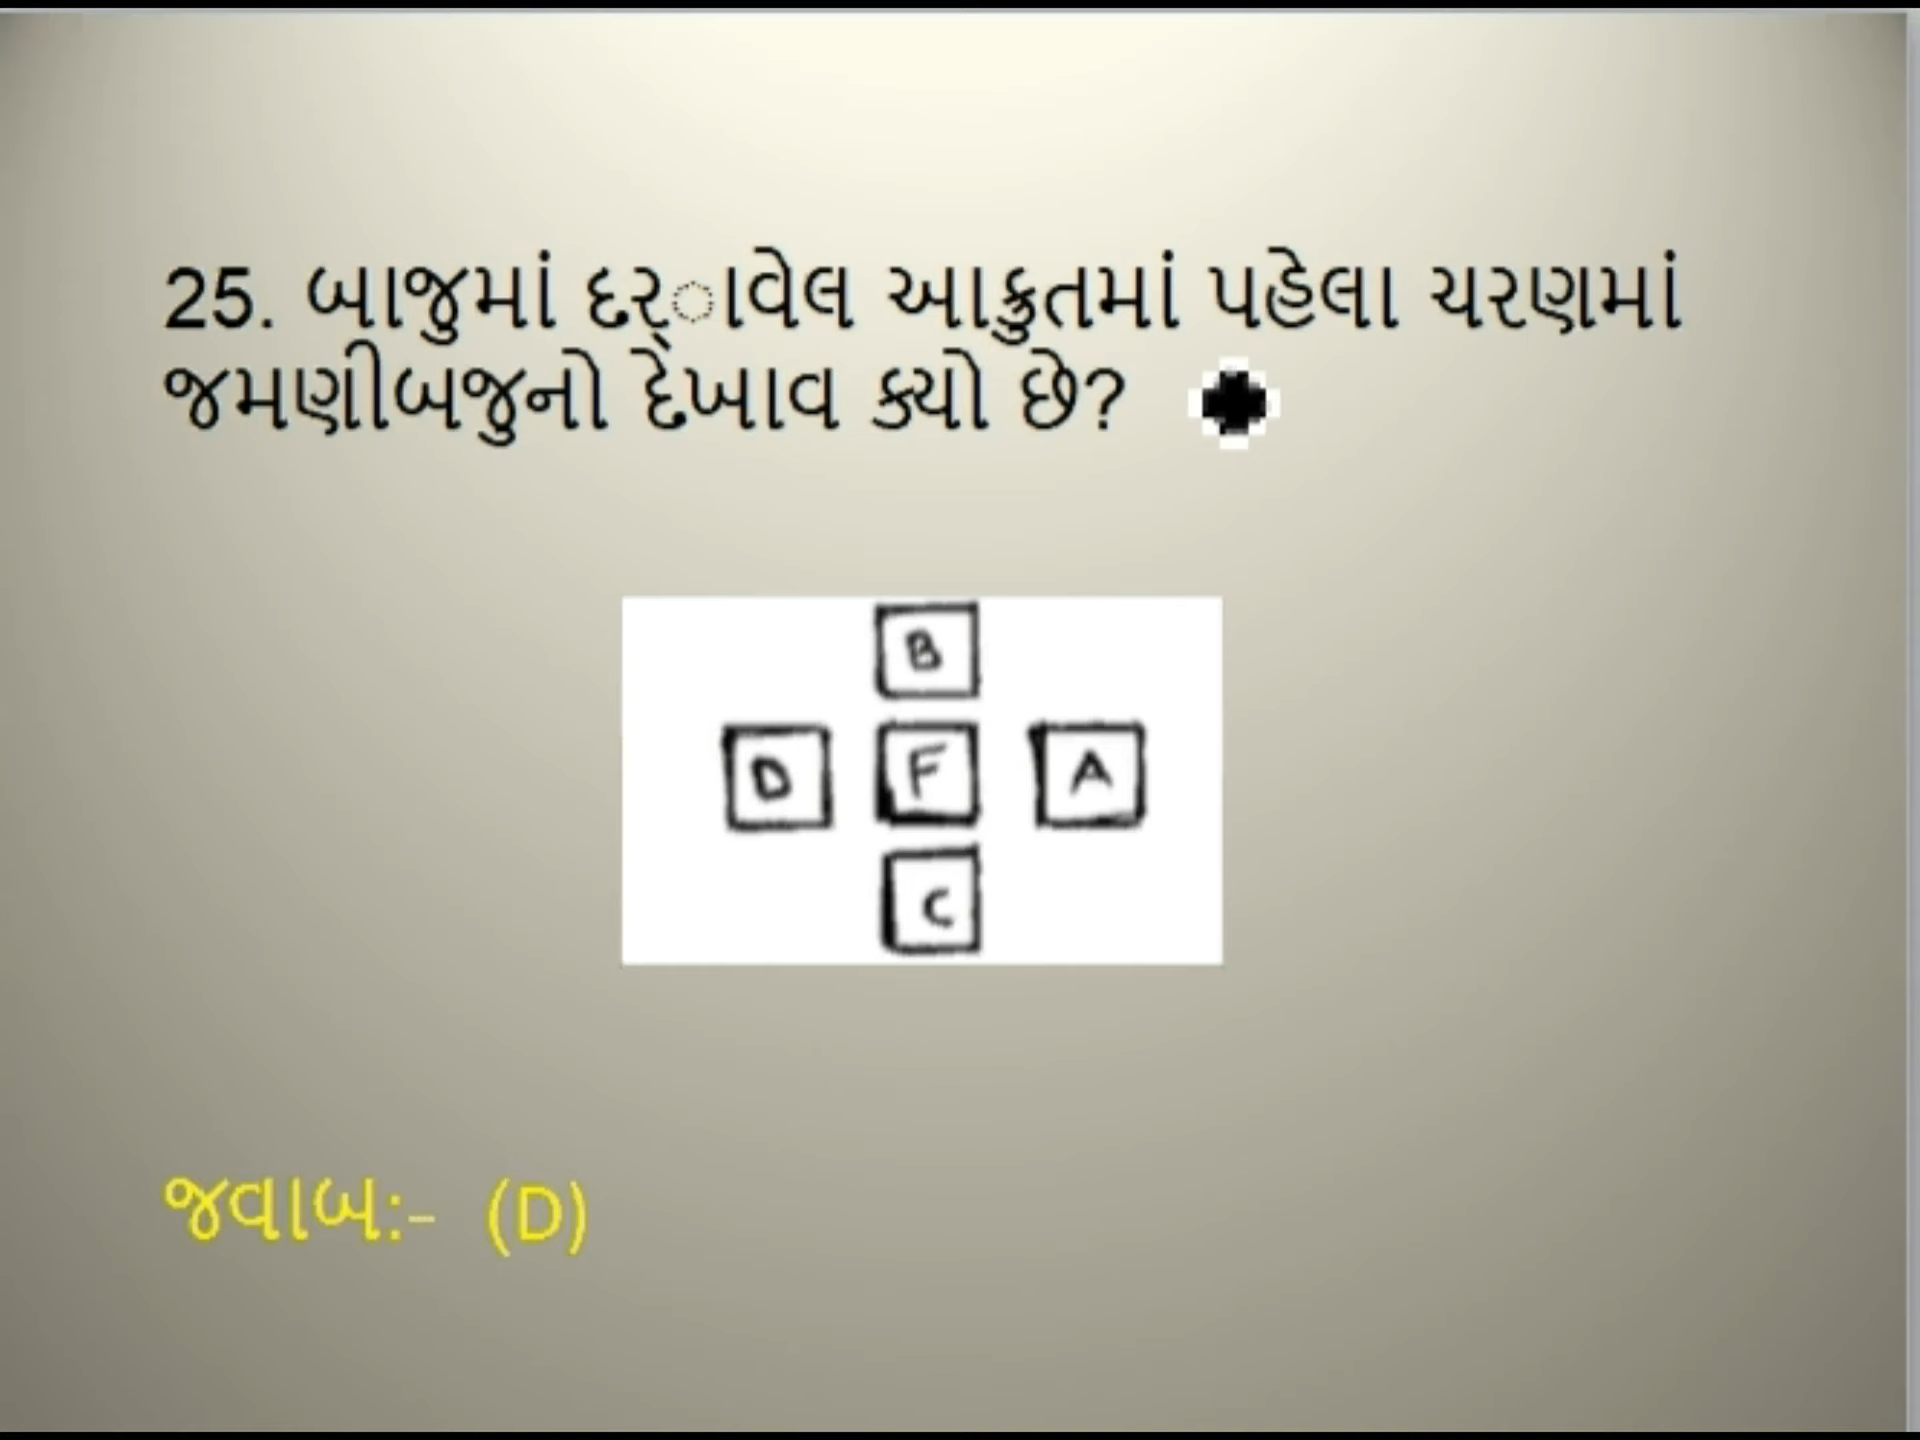 25. બાજુમાં દર્ાવેલ આક્રુતમાં પહેલા ચરણમાં
જમણીબજુનો દેખાવ ક્યો છે?
B
D F A
C
જવાબ:- (D)